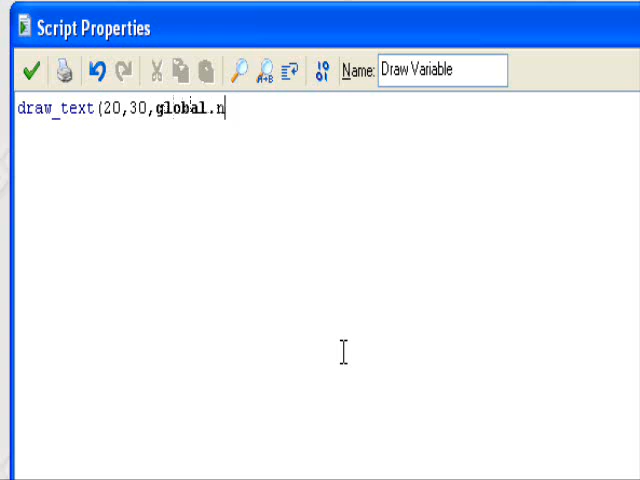 Script Properties
Name: Draw Variable
draw_text(20,30,global.n